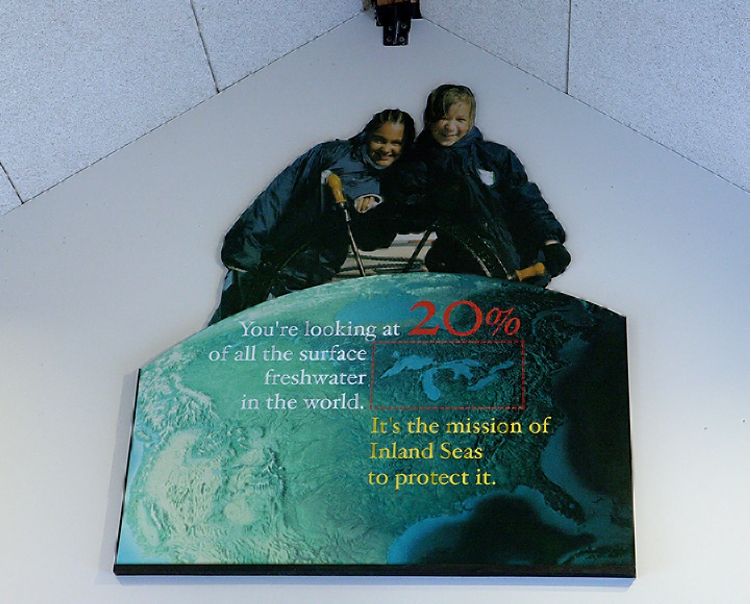 You're looking at 20%
of all the surface
freshwater
in the world.
It's the mission of
Inland Seas
to protect it.